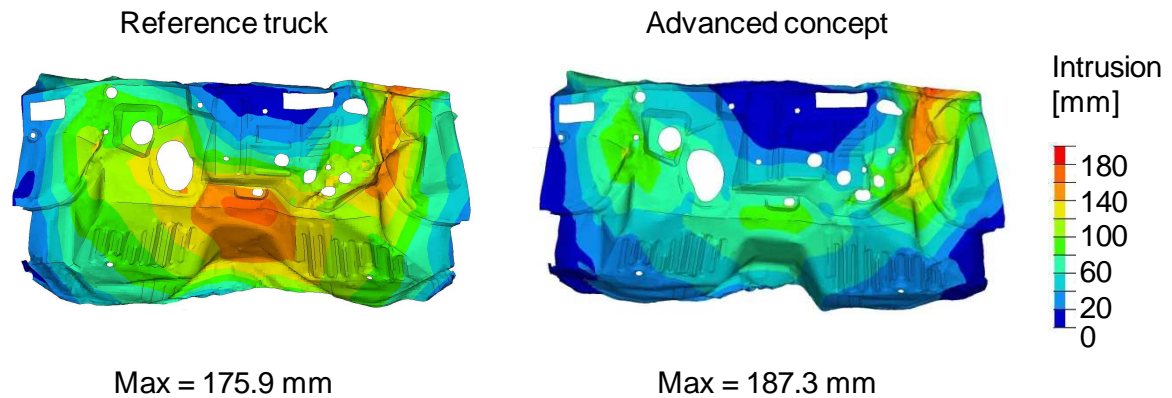 Reference truck
Advanced concept
Intrusion
[mm]
180
140
100
60
20
0
Max = 175.9 mm
Max = 187.3 mm